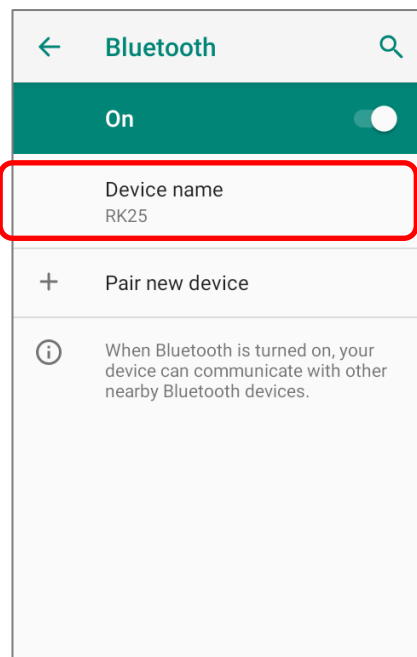 Bluetooth
On
Device name
RK25
Pair new device
When Bluetooth is turned on, your
device can communicate with other
nearby Bluetooth devices.